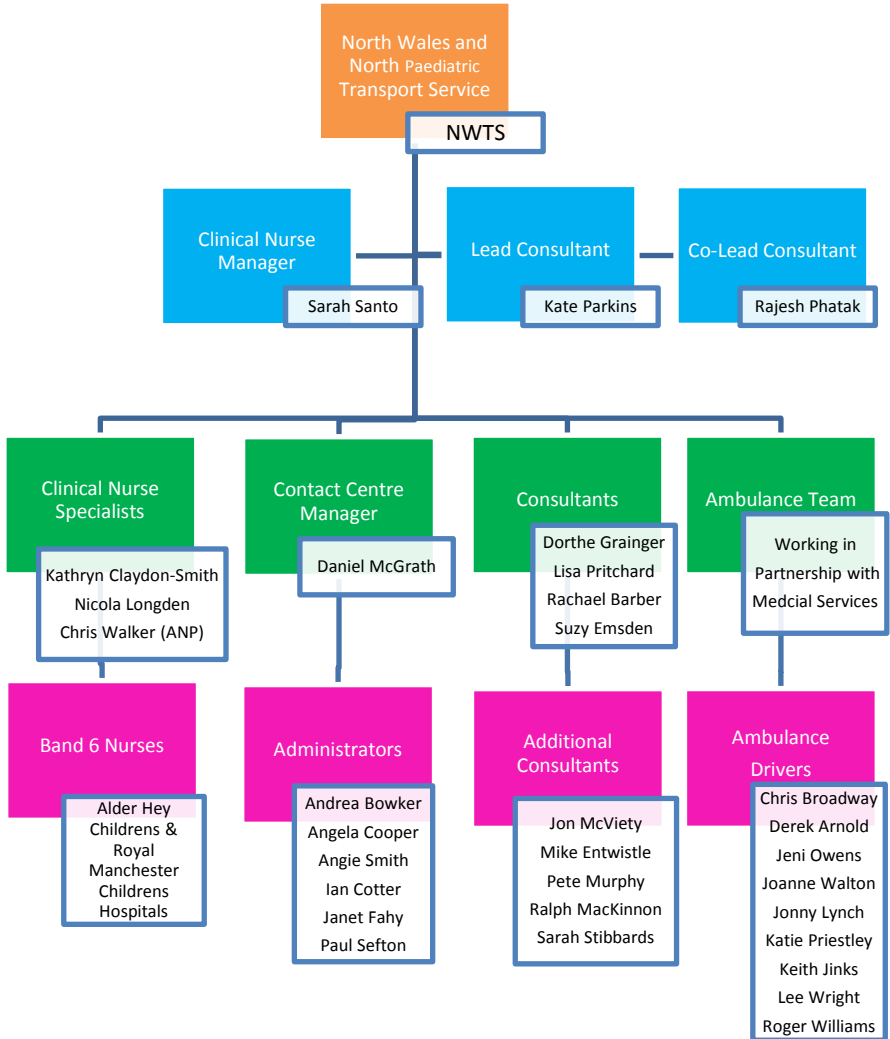 North Wales and
North Paediatric
Transport Service
NWTS
Clinical Nurse
Manager
Sarah Santo
Lead Consultant
Kate Parkins
Co-Lead Consultant
Rajesh Phatak
Clinical Nurse
Specialists
Kathryn Claydon-Smith
Nicola Longden
Chris Walker (ANP)
Contact Centre
Manager
Daniel McGrath
Consultants
Dorthe Grainger
Lisa Pritchard
Rachael Barber
Suzy Emsden
Ambulance Team
Working in
Partnership with
Medcial Services
Band 6 Nurses
Alder Hey
Childrens &
Royal
Manchester
Childrens
Hospitals
Administrators
Andrea Bowker
Angela Cooper
Angie Smith
Ian Cotter
Janet Fahy
Paul Sefton
Additional
Consultants
Jon McViety
Mike Entwistle
Pete Murphy
Ralph MacKinnon
Sarah Stibbards
Ambulance
Drivers
Chris Broadway
Derek Arnold
Jeni Owens
Joanne Walton
Jonny Lynch
Katie Priestley
Keith Jinks
Lee Wright
Roger Williams